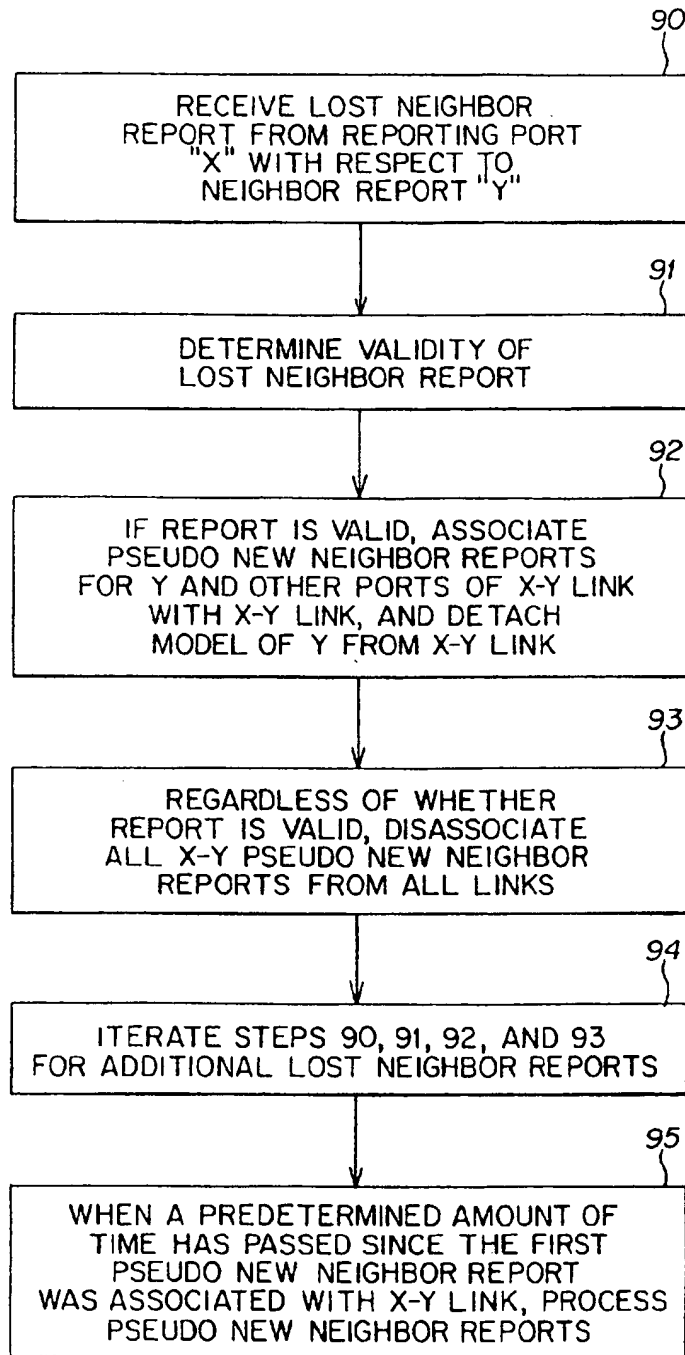 90
RECEIVE LOST NEIGHBOR
REPORT FROM REPORTING PORT
"X" WITH RESPECT TO
NEIGHBOR REPORT "Y"
91
DETERMINE VALIDITY OF
LOST NEIGHBOR REPORT
92
IF REPORT IS VALID, ASSOCIATE
PSEUDO NEW NEIGHBOR REPORTS
FOR Y AND OTHER PORTS OF X-Y LINK
WITH X-Y LINK, AND DETACH
MODEL OF Y FROM X-Y LINK
93
REGARDLESS OF WHETHER
REPORT IS VALID, DISASSOCIATE
ALL X-Y PSEUDO NEW NEIGHBOR
REPORTS FROM ALL LINKS
94
ITERATE STEPS 90, 91, 92, AND 93
FOR ADDITIONAL LOST NEIGHBOR REPORTS
95
WHEN A PREDETERMINED AMOUNT OF
TIME HAS PASSED SINCE THE FIRST
PSEUDO NEW NEIGHBOR REPORT
WAS ASSOCIATED WITH X-Y LINK, PROCESS
PSEUDO NEW NEIGHBOR REPORTS